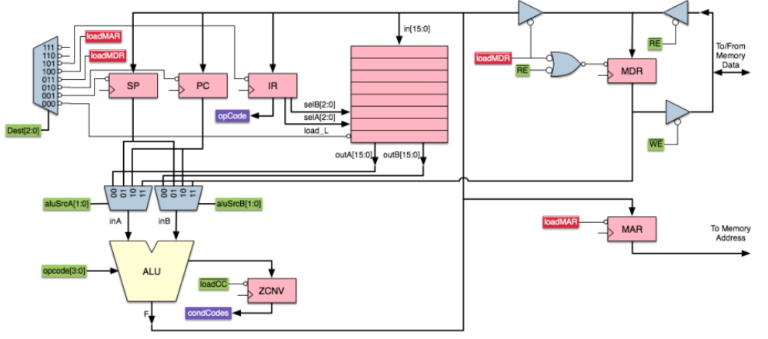 in[15:0]
111
110
101
100
011
010
001
000
loadMAR
loadMDR
Dest[2:0]
SP
PC
IR
opCode
selB[2:0]
selA[2:0]
load_L
outA[15:0]
outB[15:0]
loadMDR
RE
MDR
RE
WE
To/From
Memory
Data
00
01
10
11
00
01
10
11
aluSrcA[1:0]
aluSrcB[1:0]
inA
inB
ALU
opcode[3:0]
F
loadCC
ZCNV
condCodes
loadMAR
MAR
To Memory
Address